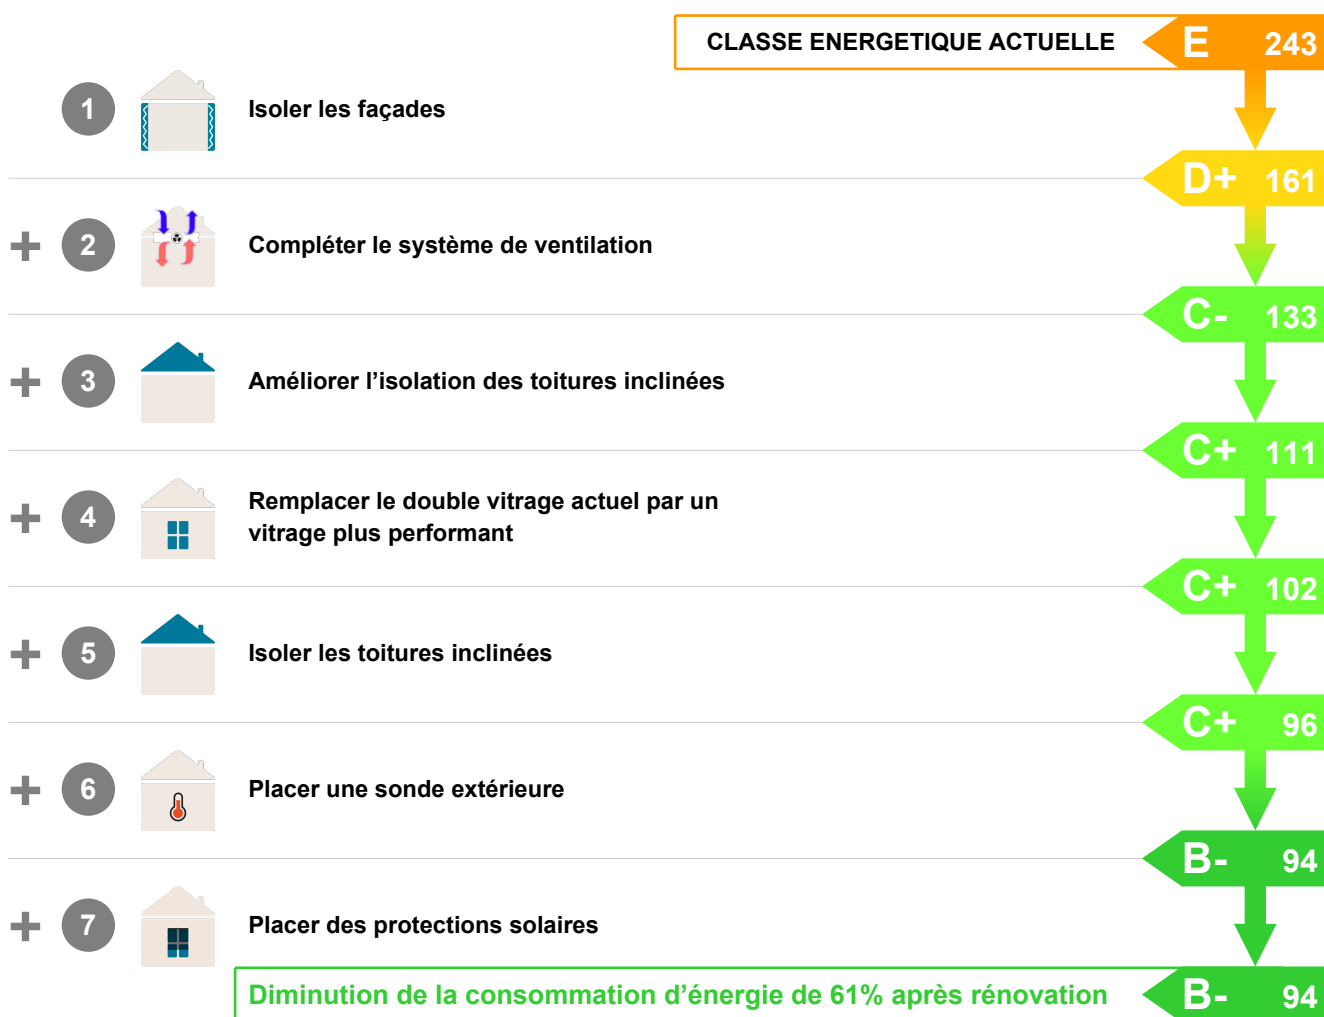 CLASSE ENERGETIQUE ACTUELLE E 243
1 Isoler les façades
D+ 161
+ 2 Compléter le système de ventilation
C- 133
+ 3 Améliorer l’isolation des toitures inclinées
C+ 111
+ 4 Remplacer le double vitrage actuel par un
vitrage plus performant
C+ 102
+ 5 Isoler les toitures inclinées
C+ 96
+ 6 Placer une sonde extérieure
B- 94
+ 7 Placer des protections solaires
Diminution de la consommation d’énergie de 61% après rénovation B- 94